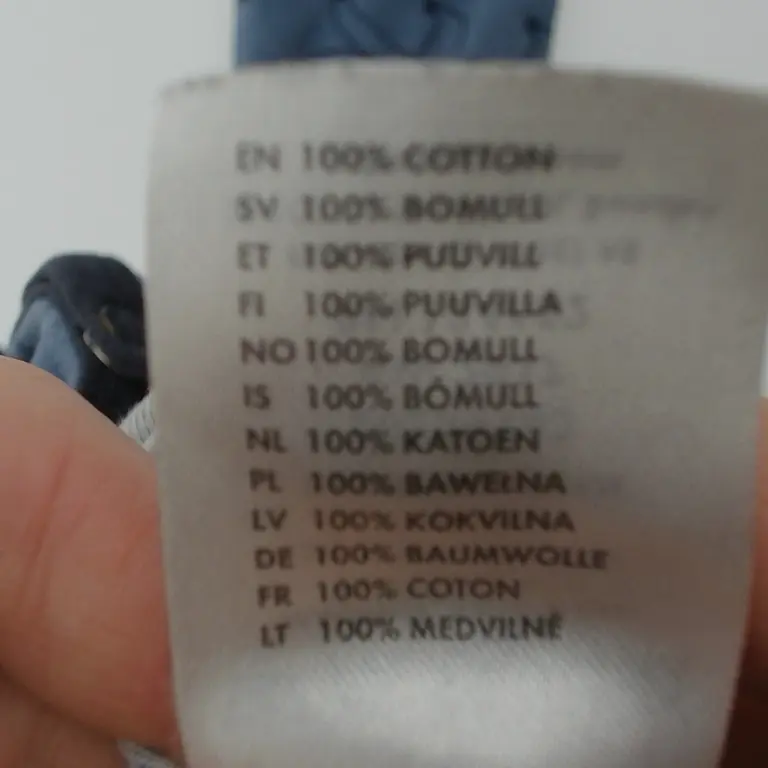 EN 100% COTTON
SV 100% BOMULL
ET 100% PUUVILL
FI 100% PUUVILLA
NO 100% BOMULL
IS 100% BÓMULL
NL 100% KATOEN
PL 100% BAWEŁNA
LV 100% KOKVILNA
DE 100% BAUMWOLLE
FR 100% COTON
LT 100% MEDVILNĖ